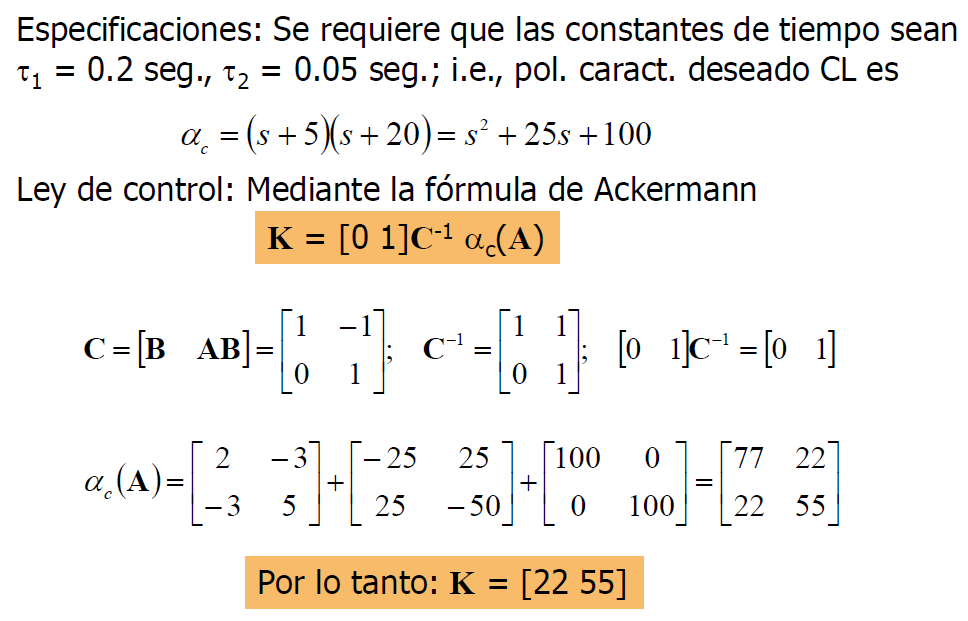 Especificaciones: Se requiere que las constantes de tiempo sean
τ₁ = 0.2 seg., τ₂ = 0.05 seg.; i.e., pol. caract. deseado CL es
α_c = (s + 5)(s + 20) = s² + 25s + 100
Ley de control: Mediante la fórmula de Ackermann
K = [0 1]C⁻¹ α_c(A)
C = [B AB] = [1 −1; 0 1]; C⁻¹ = [1 1; 0 1]; [0 1]C⁻¹ = [0 1]
α_c(A) = [2 −3; −3 5] + [−25 25; 25 −50] + [100 0; 0 100] = [77 22; 22 55]
Por lo tanto: K = [22 55]